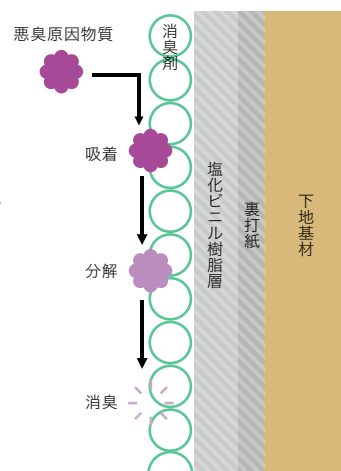 悪臭原因物質
消臭剤
吸着
分解
消臭
塩化ビニル樹脂層
裏打紙
下地基材